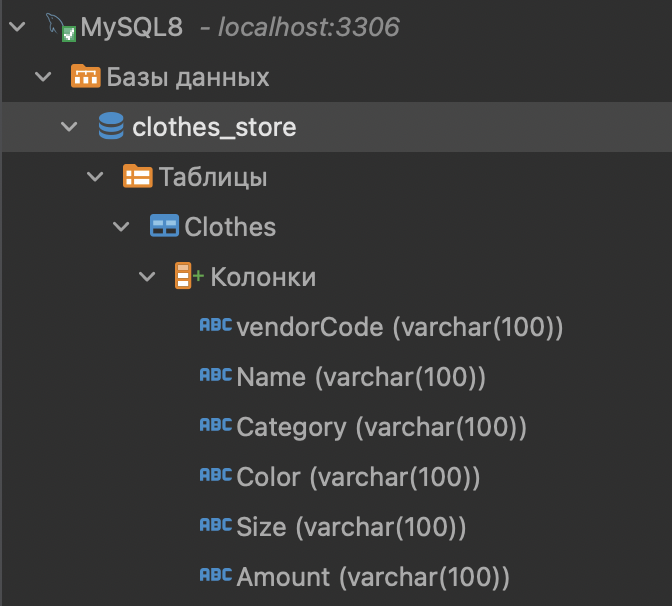 MySQL8 - localhost:3306
Базы данных
clothes_store
Таблицы
Clothes
Колонки
ABC vendorCode (varchar(100))
ABC Name (varchar(100))
ABC Category (varchar(100))
ABC Color (varchar(100))
ABC Size (varchar(100))
ABC Amount (varchar(100))